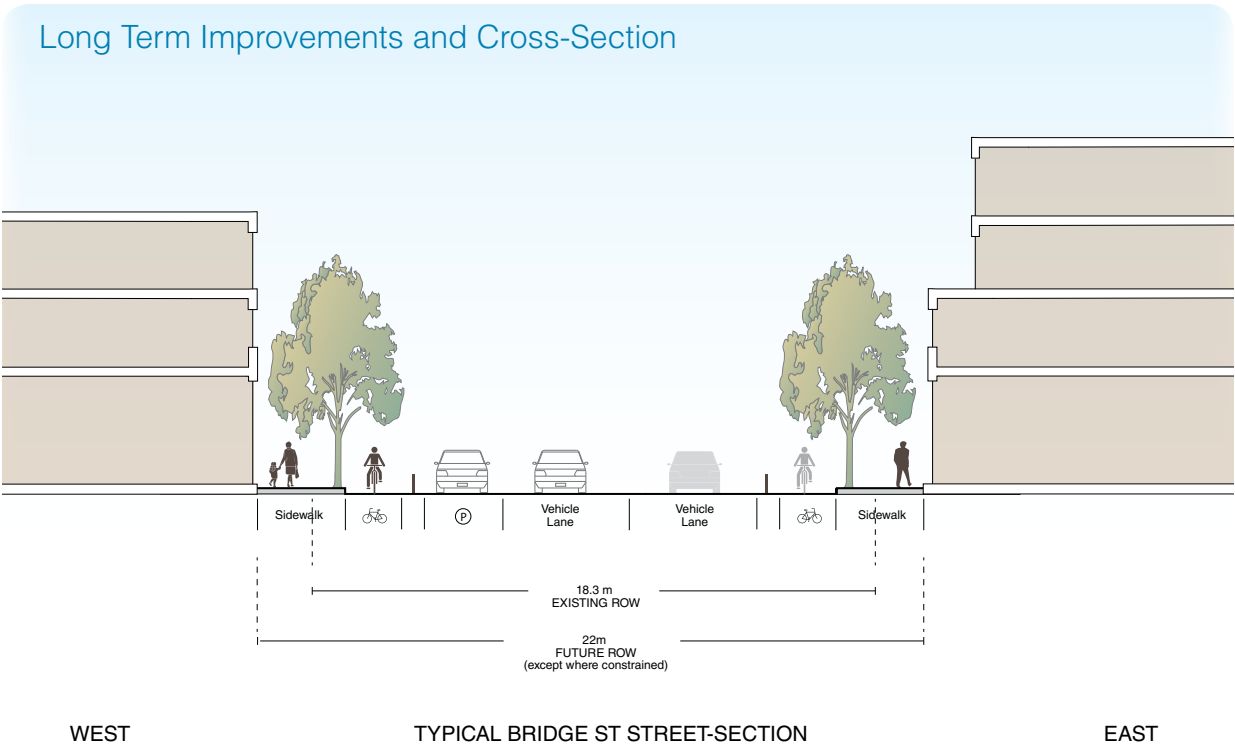 Long Term Improvements and Cross-Section
Sidewalk
P
Vehicle
Lane
Vehicle
Lane
Sidewalk
18.3 m
EXISTING ROW
22m
FUTURE ROW
(except where constrained)
WEST
TYPICAL BRIDGE ST STREET-SECTION
EAST